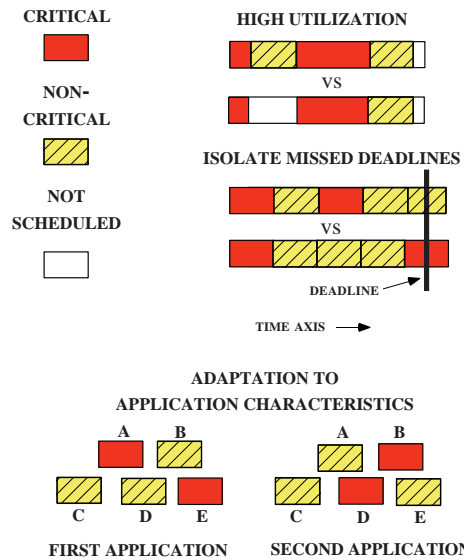 CRITICAL
NON-
CRITICAL
NOT
SCHEDULED
HIGH UTILIZATION
VS
ISOLATE MISSED DEADLINES
VS
DEADLINE
TIME AXIS
ADAPTATION TO
APPLICATION CHARACTERISTICS
A B
C D E
FIRST APPLICATION
A B
C D E
SECOND APPLICATION